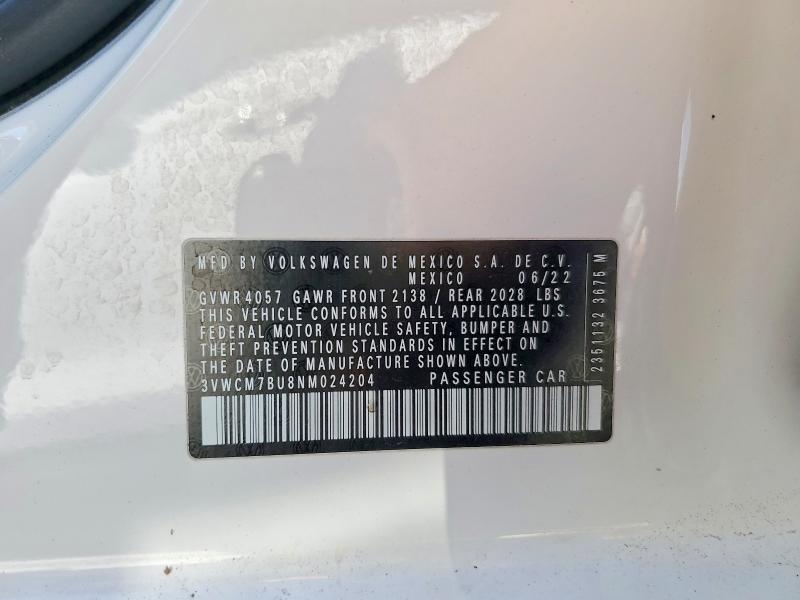 MFD BY VOLKSWAGEN DE MEXICO S.A. DE C.V.
MEXICO 06/22
GVWR 4057 GAWR FRONT 2138 / REAR 2028 LBS
THIS VEHICLE CONFORMS TO ALL APPLICABLE U.S.
FEDERAL MOTOR VEHICLE SAFETY, BUMPER AND
THEFT PREVENTION STANDARDS IN EFFECT ON
THE DATE OF MANUFACTURE SHOWN ABOVE.
3VWCM7BU8NM024204 PASSENGER CAR
2351132 3675 M